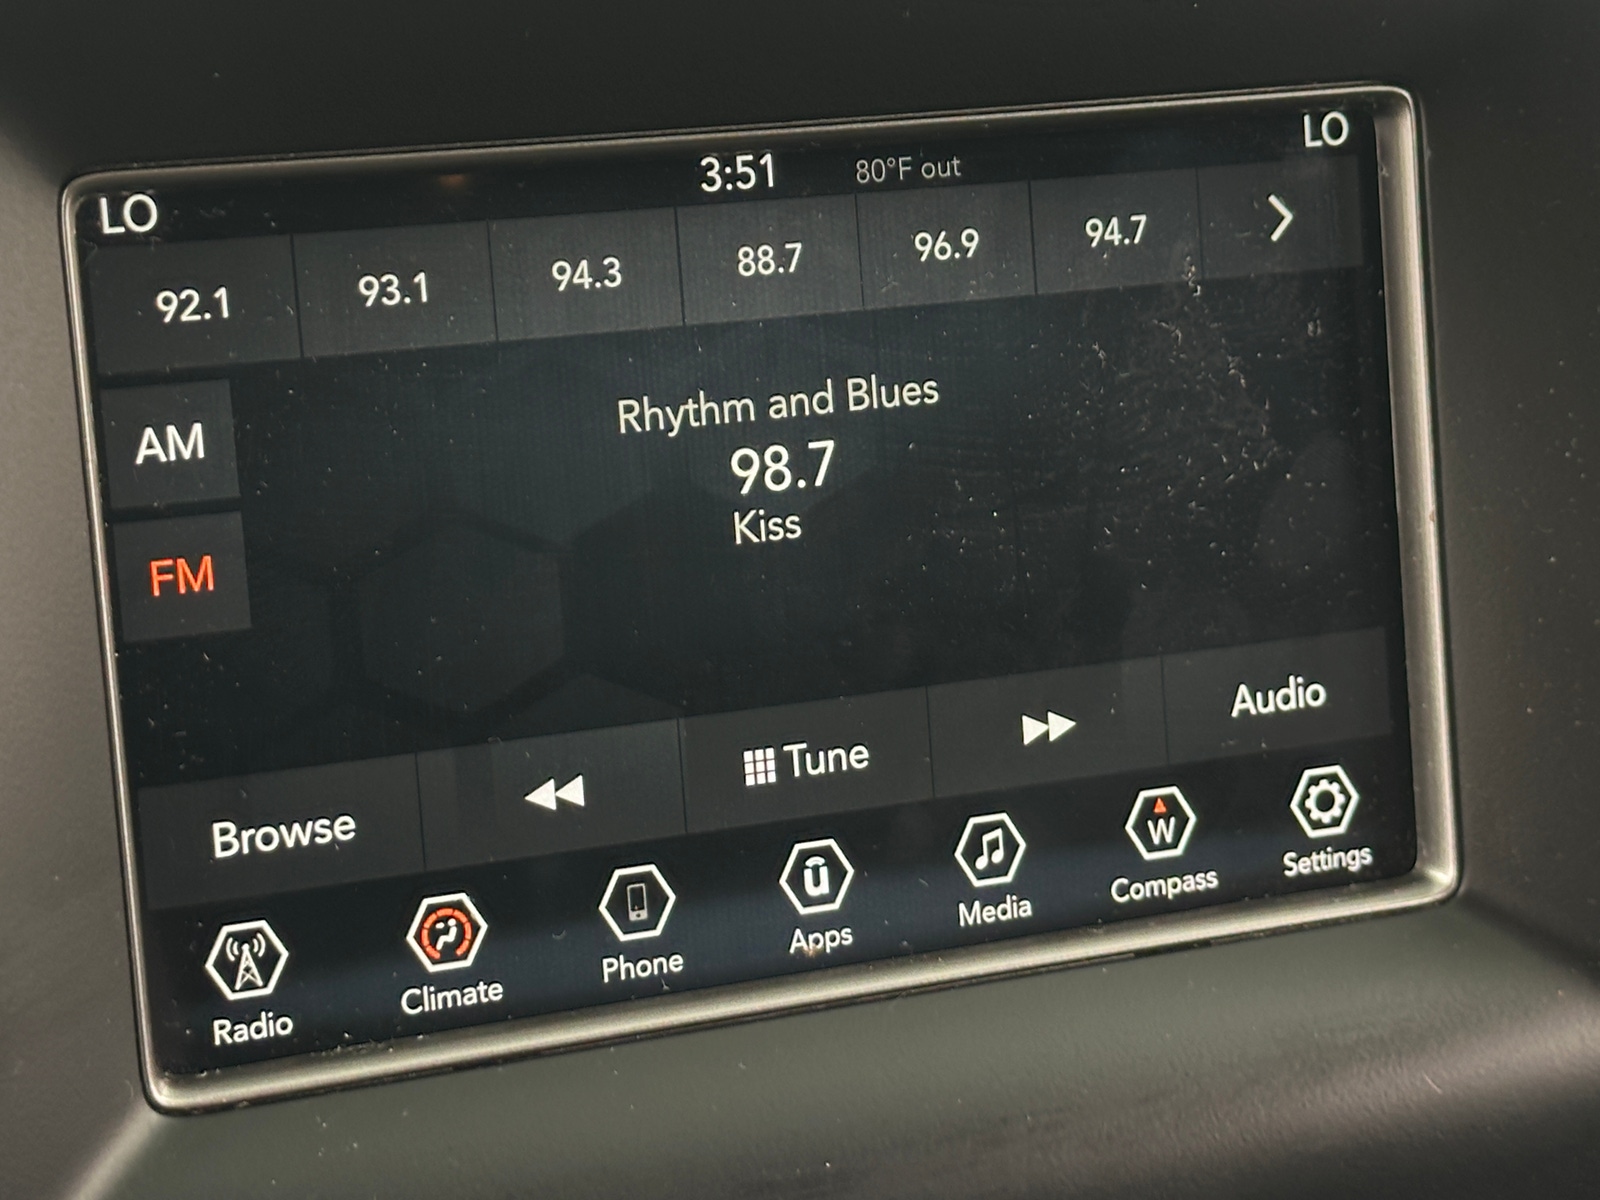 LO 3:51 80°F out LO
92.1 93.1 94.3 88.7 96.9 94.7
Rhythm and Blues
AM
98.7
Kiss
FM
Browse Tune Audio
W
Radio Climate Phone Apps Media Compass Settings